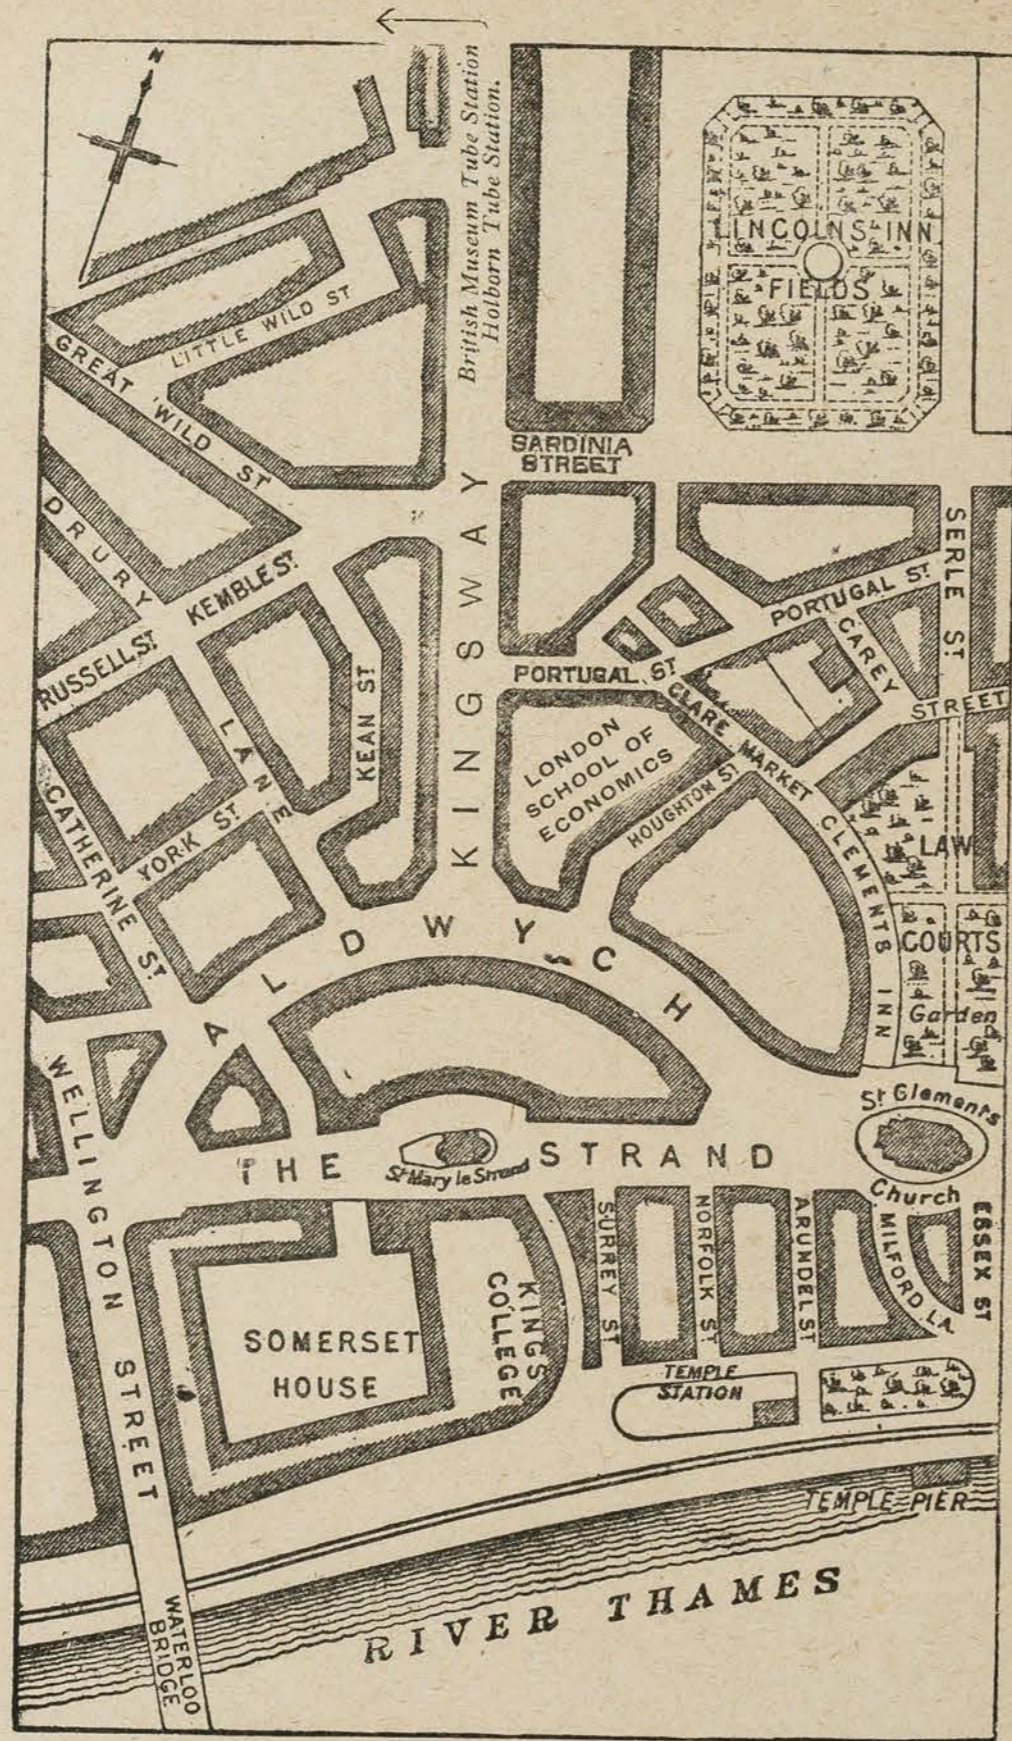 N
British Museum Tube Station
Holborn Tube Station.
LINCOLNS INN
FIELDS
LITTLE WILD ST
GREAT WILD ST
SARDINIA
STREET
DRURY
LANE
KEMBLE ST.
RUSSELL ST.
KINGSWAY
SERLE ST
PORTUGAL ST
CAREY
STREET
PORTUGAL ST
CLARE MARKET
KEAN ST
LONDON
SCHOOL OF
ECONOMICS
HOUGHTON ST
CLEMENTS INN
LAW
COURTS
Garden
CATHERINE ST
YORK ST
ALDWYCH
WELLINGTON STREET
St Clements
Church
THE STRAND
St Mary le Strand
SURREY ST
NORFOLK ST
ARUNDEL ST
MILFORD LA.
ESSEX ST
SOMERSET
HOUSE
KINGS
COLLEGE
TEMPLE
STATION
TEMPLE PIER
RIVER THAMES
WATERLOO
BRIDGE